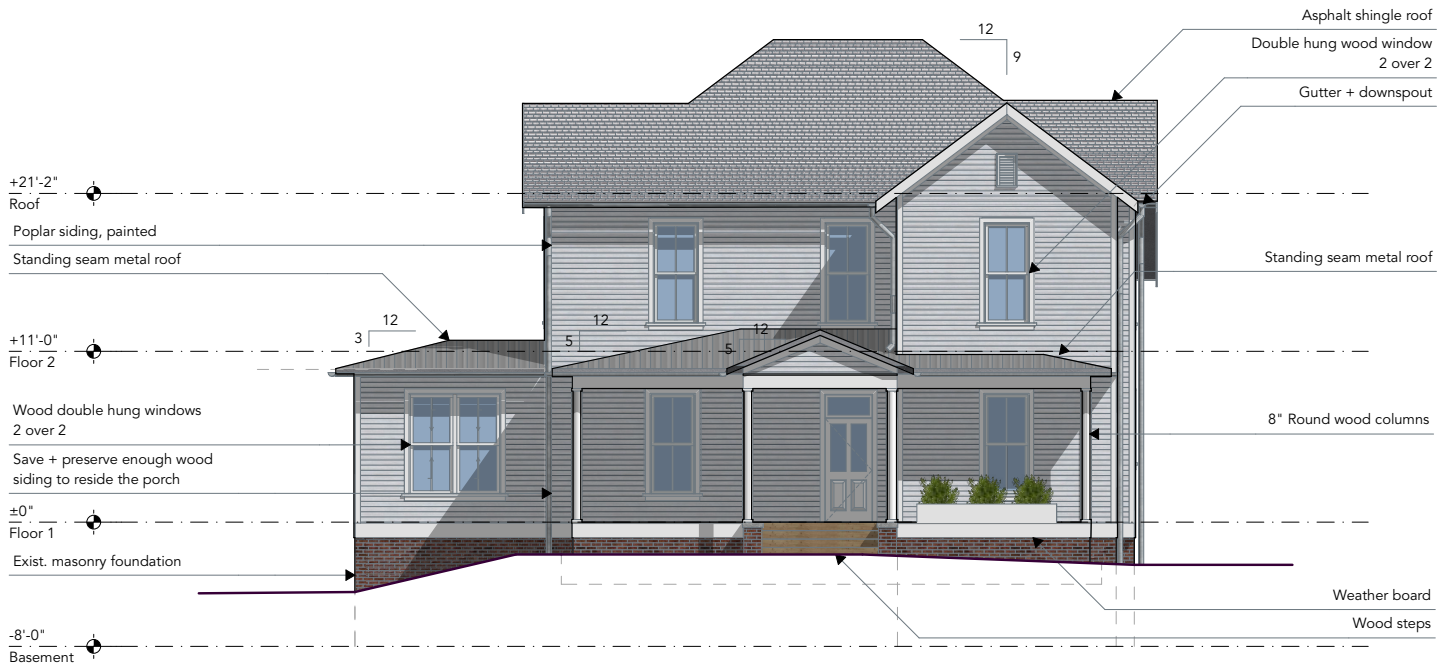 12
9
Asphalt shingle roof
Double hung wood window
2 over 2
Gutter + downspout
+21'-2"
Roof
Poplar siding, painted
Standing seam metal roof
Standing seam metal roof
12
3
12
5
12
5
+11'-0"
Floor 2
Wood double hung windows
2 over 2
8" Round wood columns
Save + preserve enough wood
siding to reside the porch
±0"
Floor 1
Exist. masonry foundation
Weather board
Wood steps
-8'-0"
Basement